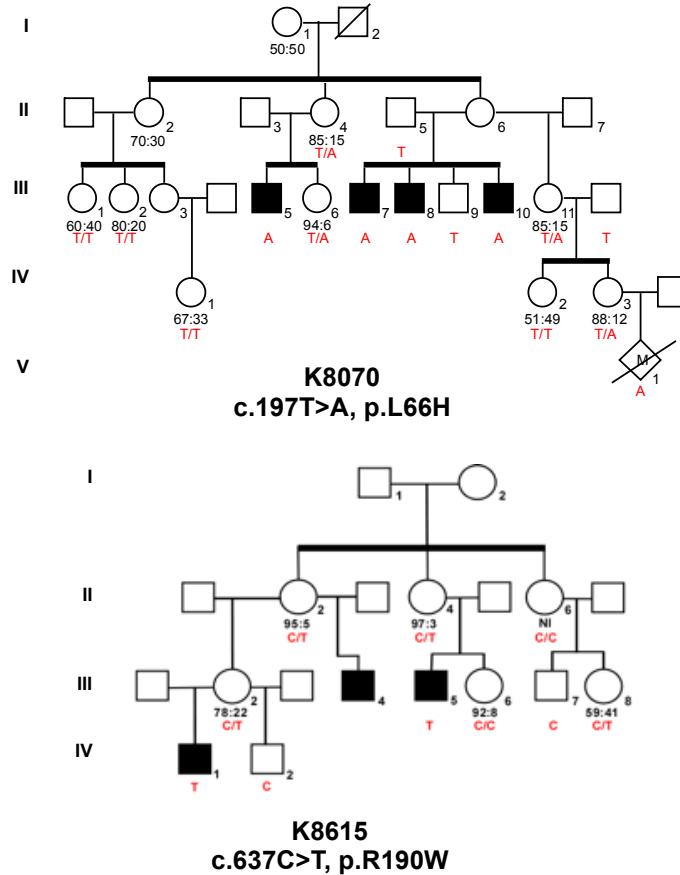 I
1
2
50:50
II
2
3
4
5
6
7
70:30
85:15
T/A
T
III
1
2
3
5
6
7
8
9
10
11
60:40
80:20
94:6
85:15
T/T
T/T
A
T/A
A
A
T
A
T/A
T
IV
1
2
3
67:33
51:49
88:12
T/T
T/T
T/A
V
M
1
A
K8070
c.197T>A, p.L66H
I
1
2
II
2
4
6
95:5
97:3
NI
C/T
C/T
C/C
III
2
4
5
6
7
8
78:22
92:8
59:41
C/T
T
C/C
C
C/T
IV
1
2
T
C
K8615
c.637C>T, p.R190W